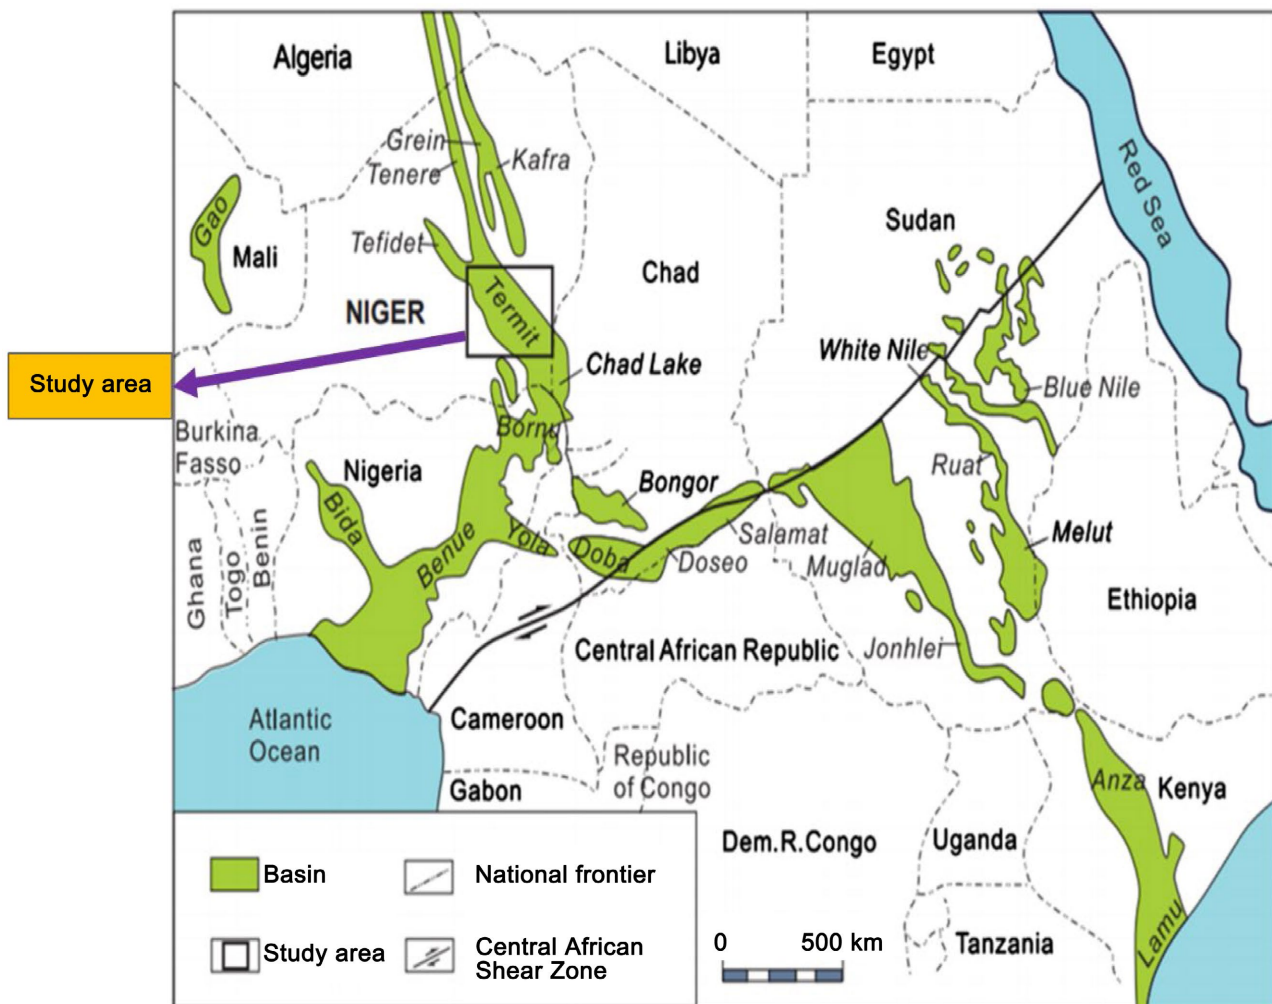 Algeria
Libya
Egypt
Grein
Tenere
Kafra
Red Sea
Gao
Mali
Tefidet
Sudan
Chad
NIGER
Termit
Study area
Chad Lake
White Nile
Blue Nile
Burkina
Fasso
Bornu
Nigeria
Bongor
Ruat
Bida
Benue
Yola
Doba
Doseo
Salamat
Muglad
Melut
Ghana
Togo
Benin
Ethiopia
Central African Republic
Jonhlei
Atlantic
Ocean
Cameroon
Republic
of Congo
Gabon
Anza
Kenya
Dem.R.Congo
Uganda
Tanzania
Lamu
Basin
National frontier
Study area
Central African
Shear Zone
0
500 km